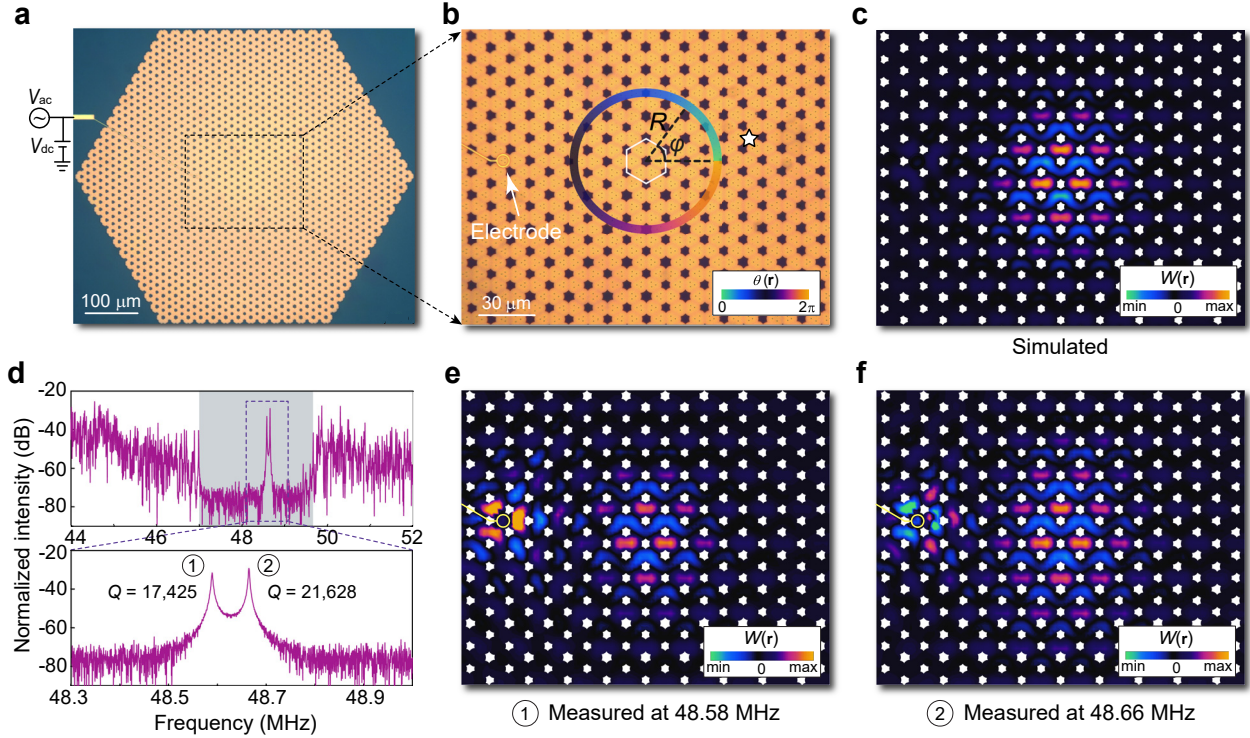 a
V_ac
V_dc
100 μm
b
R
φ
Electrode
30 μm
θ(r)
0 2π
c
W(r)
min 0 max
Simulated
d
Normalized intensity (dB)
-20
-40
-60
-80
44 46 48 50 52
-20
① ②
Q = 17,425 Q = 21,628
-40
-60
-80
48.3 48.5 48.7 48.9
Frequency (MHz)
e
W(r)
min 0 max
① Measured at 48.58 MHz
f
W(r)
min 0 max
② Measured at 48.66 MHz